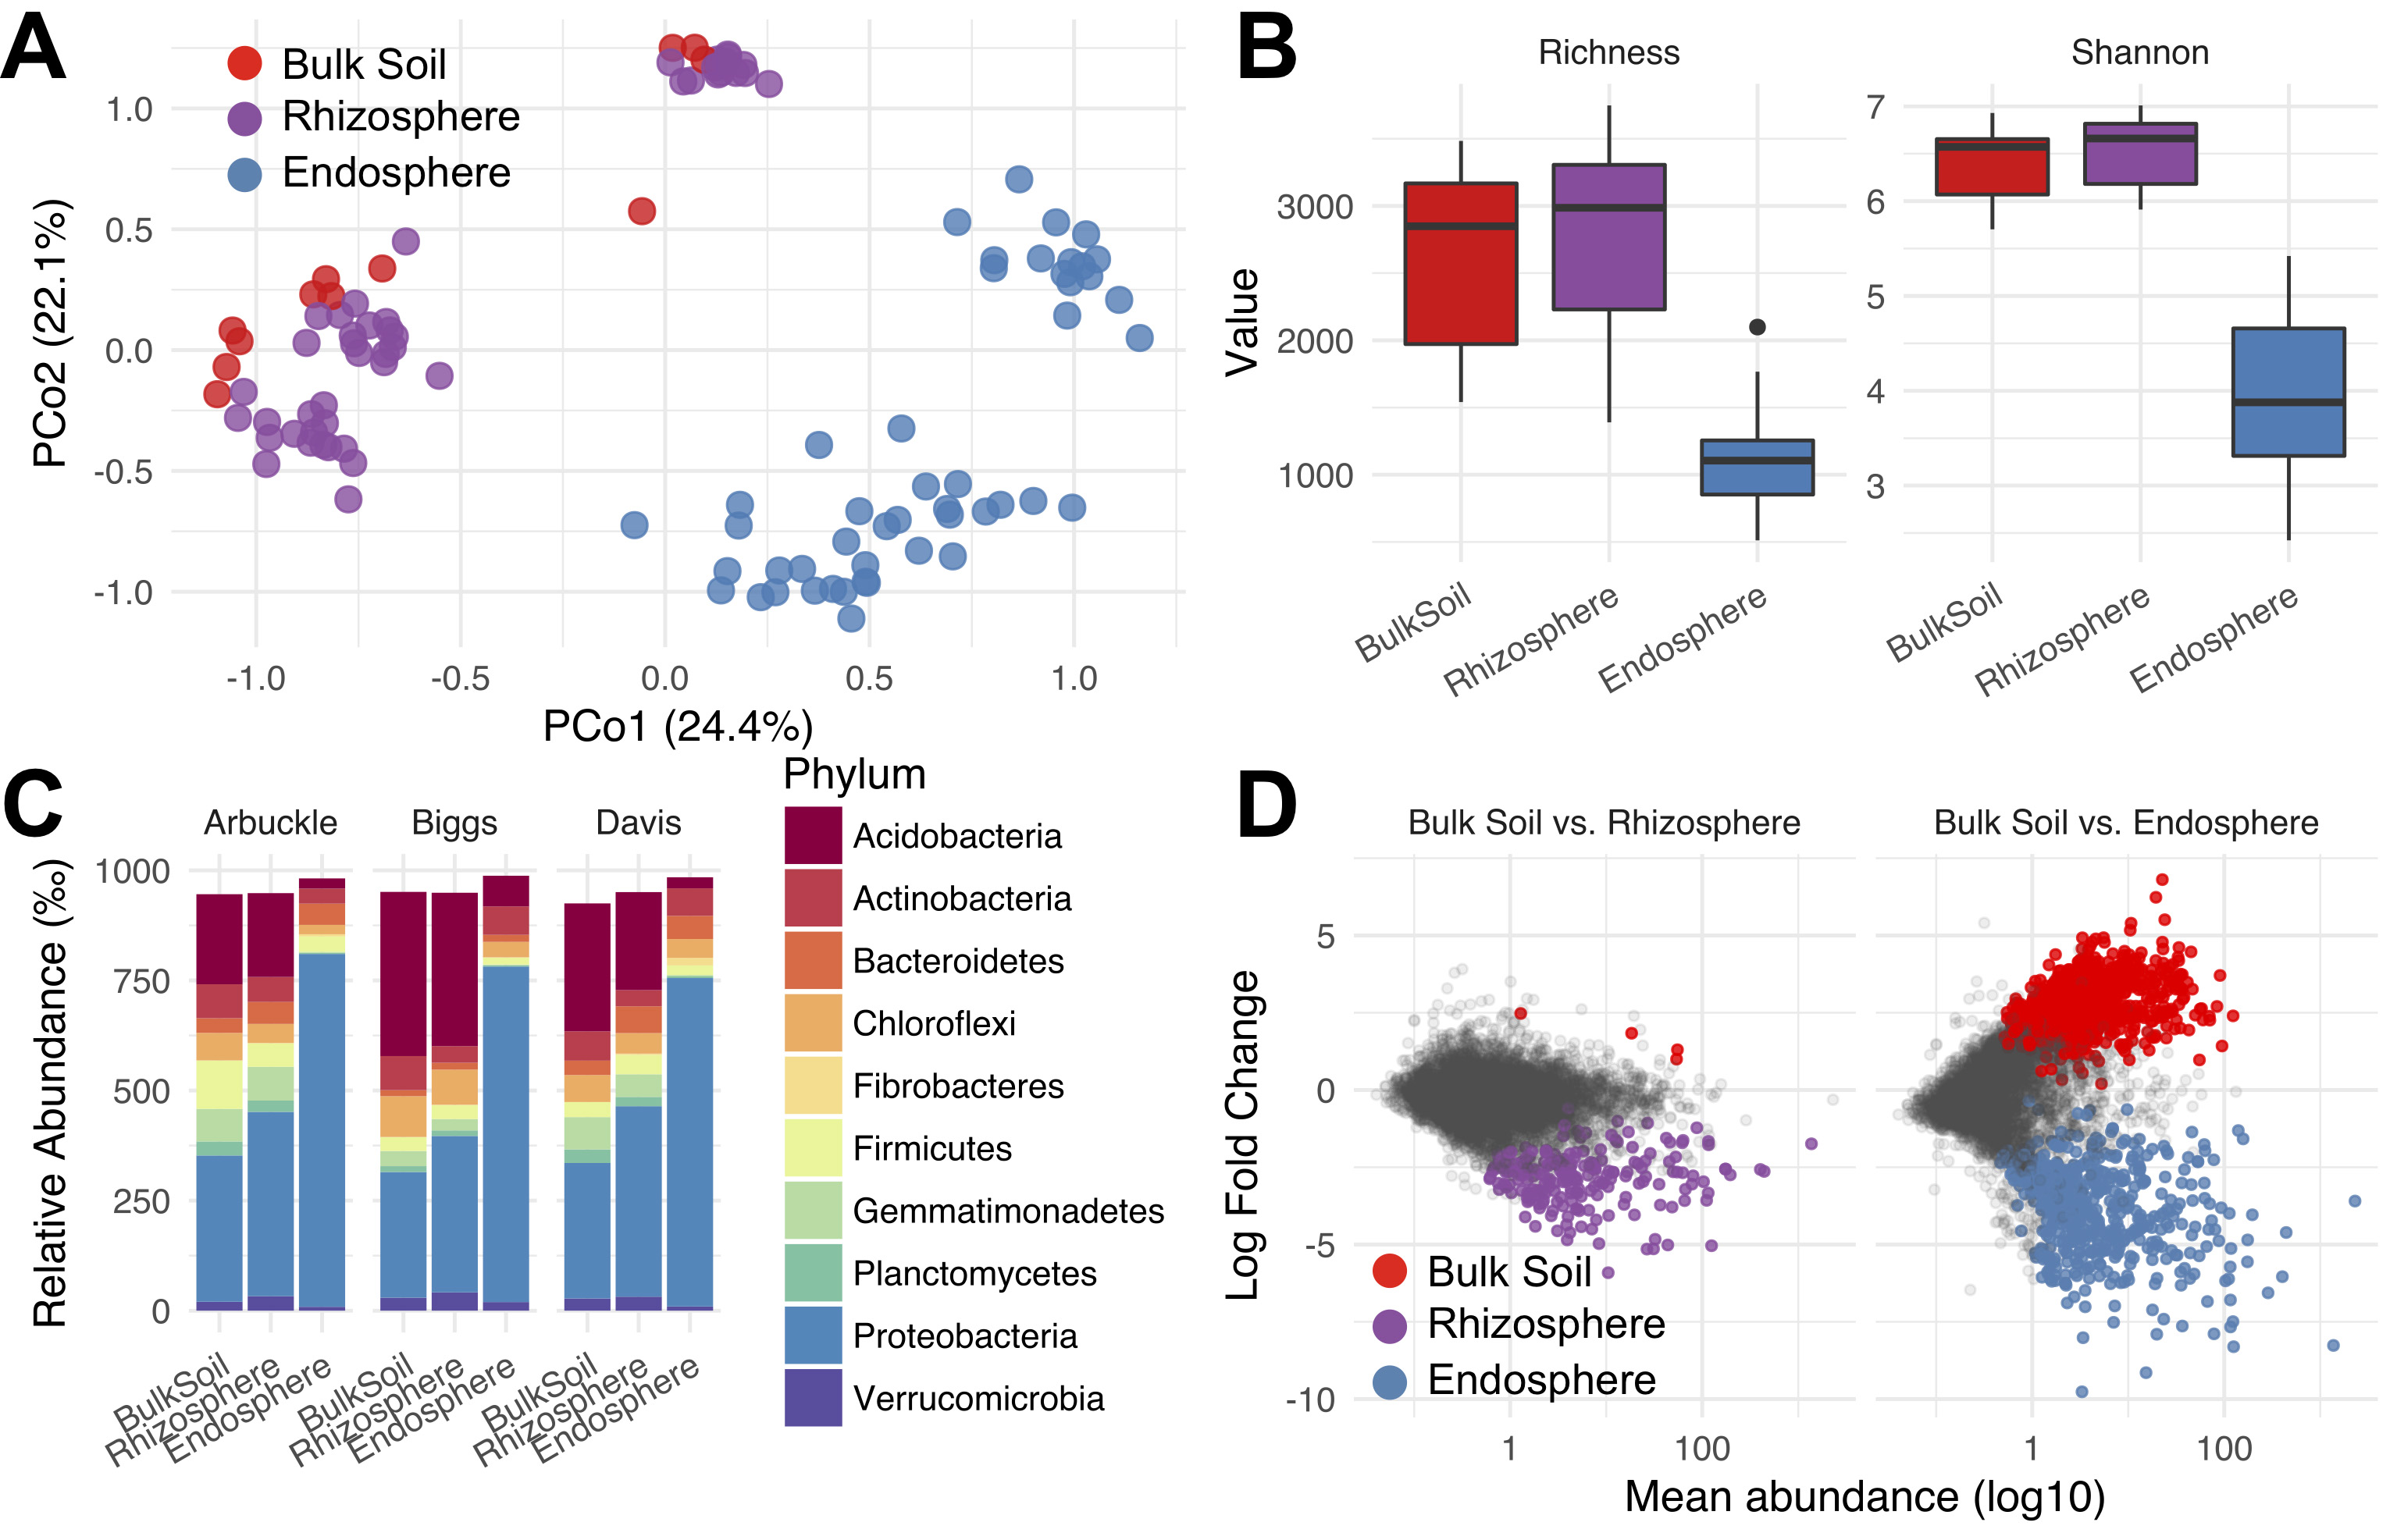 A
Bulk Soil
Rhizosphere
Endosphere
1.0
0.5
0.0
-0.5
-1.0
PCo2 (22.1%)
-1.0 -0.5 0.0 0.5 1.0
PCo1 (24.4%)
B
Richness Shannon
Value
3000
2000
1000
7
6
5
4
3
BulkSoil Rhizosphere Endosphere BulkSoil Rhizosphere Endosphere
C
Arbuckle Biggs Davis
Relative Abundance (‰)
1000
750
500
250
0
BulkSoil Rhizosphere Endosphere BulkSoil Rhizosphere Endosphere BulkSoil Rhizosphere Endosphere
Phylum
Acidobacteria
Actinobacteria
Bacteroidetes
Chloroflexi
Fibrobacteres
Firmicutes
Gemmatimonadetes
Planctomycetes
Proteobacteria
Verrucomicrobia
D
Bulk Soil vs. Rhizosphere Bulk Soil vs. Endosphere
Log Fold Change
5
0
-5
-10
Bulk Soil
Rhizosphere
Endosphere
1 100 1 100
Mean abundance (log10)